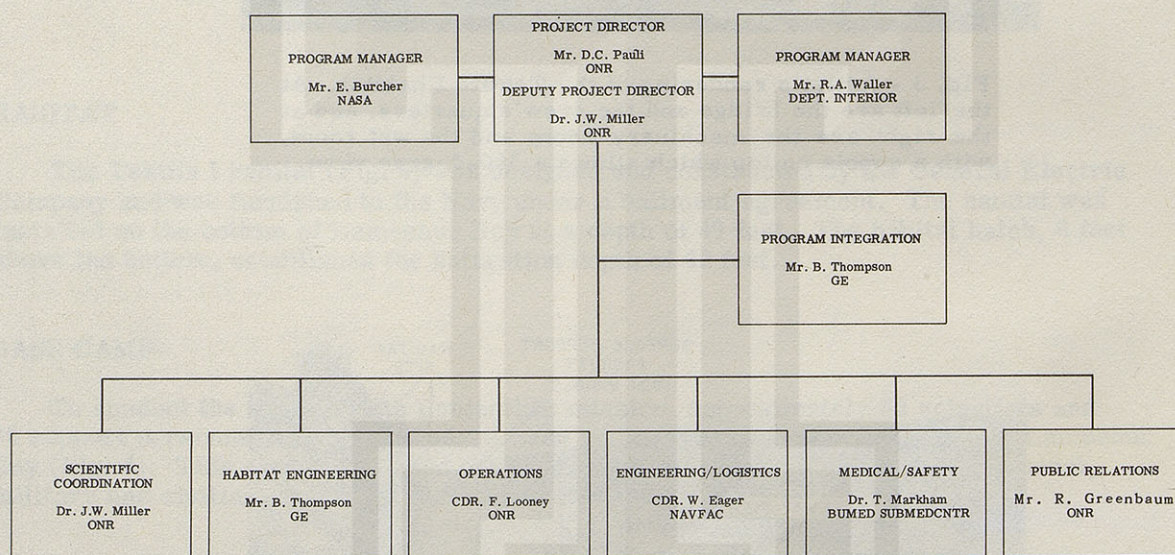 PROGRAM MANAGER
Mr. E. Burcher
NASA
PROJECT DIRECTOR
Mr. D.C. Pauli
ONR
DEPUTY PROJECT DIRECTOR
Dr. J.W. Miller
ONR
PROGRAM MANAGER
Mr. R.A. Waller
DEPT. INTERIOR
PROGRAM INTEGRATION
Mr. B. Thompson
GE
SCIENTIFIC
COORDINATION
Dr. J.W. Miller
ONR
HABITAT ENGINEERING
Mr. B. Thompson
GE
OPERATIONS
CDR. F. Looney
ONR
ENGINEERING/LOGISTICS
CDR. W. Eager
NAVFAC
MEDICAL/SAFETY
Dr. T. Markham
BUMED SUBMEDCNTR
PUBLIC RELATIONS
Mr. R. Greenbaum
ONR